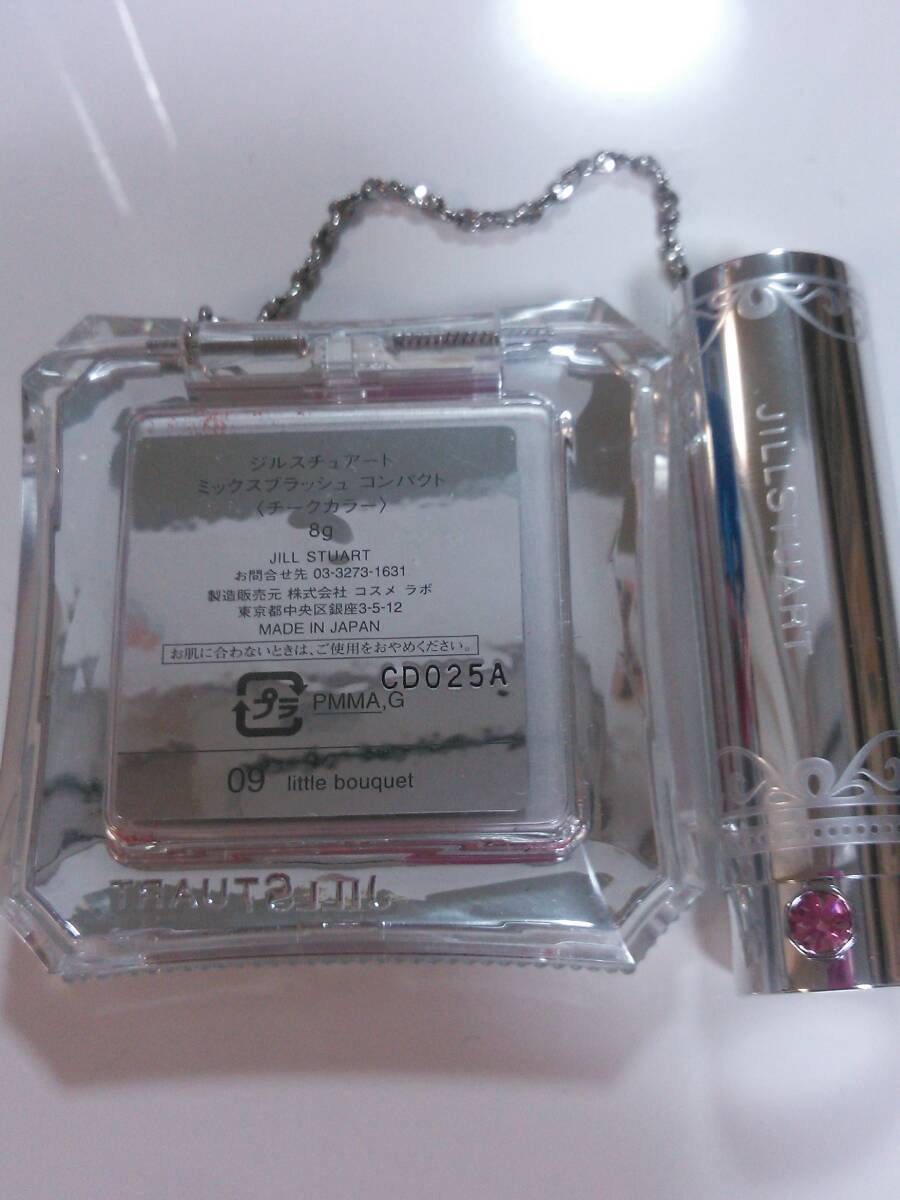 ジルスチュアート
ミックスブラッシュ コンパクト
〈チークカラー〉
8g
JILL STUART
お問合せ先 03-3273-1631
製造販売元 株式会社 コスメ ラボ
東京都中央区銀座3-5-12
MADE IN JAPAN
お肌に合わないときは、ご使用をおやめください。
CD025A
プラ PMMA,G
09 little bouquet
JILLSTUART
JILLSTUART